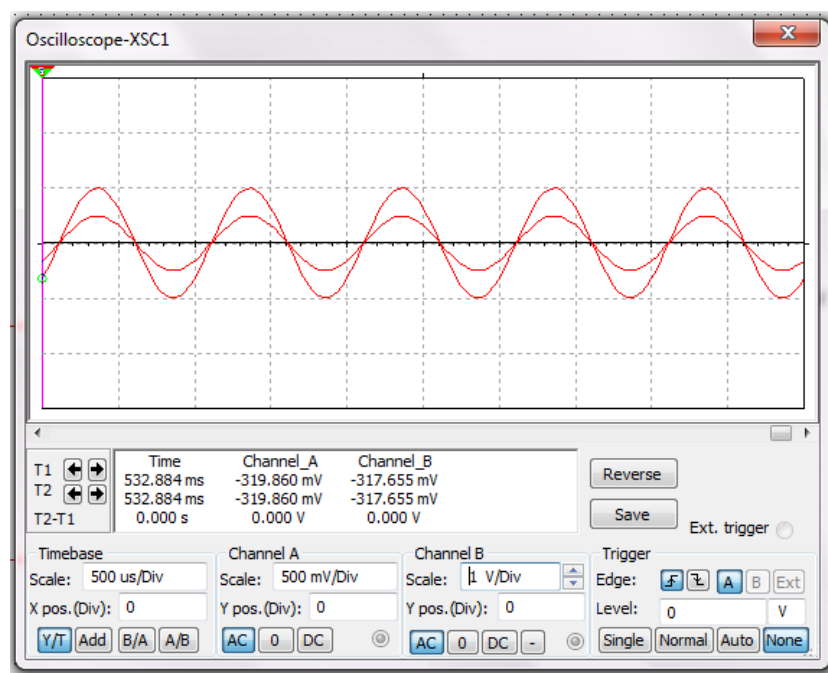 Oscilloscope-XSC1
Time Channel_A Channel_B
T1 532.884 ms -319.860 mV -317.655 mV
T2 532.884 ms -319.860 mV -317.655 mV
T2-T1 0.000 s 0.000 V 0.000 V
Reverse
Save
Ext. trigger
Timebase
Scale: 500 us/Div
X pos.(Div): 0
Y/T Add B/A A/B
Channel A
Scale: 500 mV/Div
Y pos.(Div): 0
AC 0 DC
Channel B
Scale: 1 V/Div
Y pos.(Div): 0
AC 0 DC -
Trigger
Edge: A B Ext
Level: 0 V
Single Normal Auto None